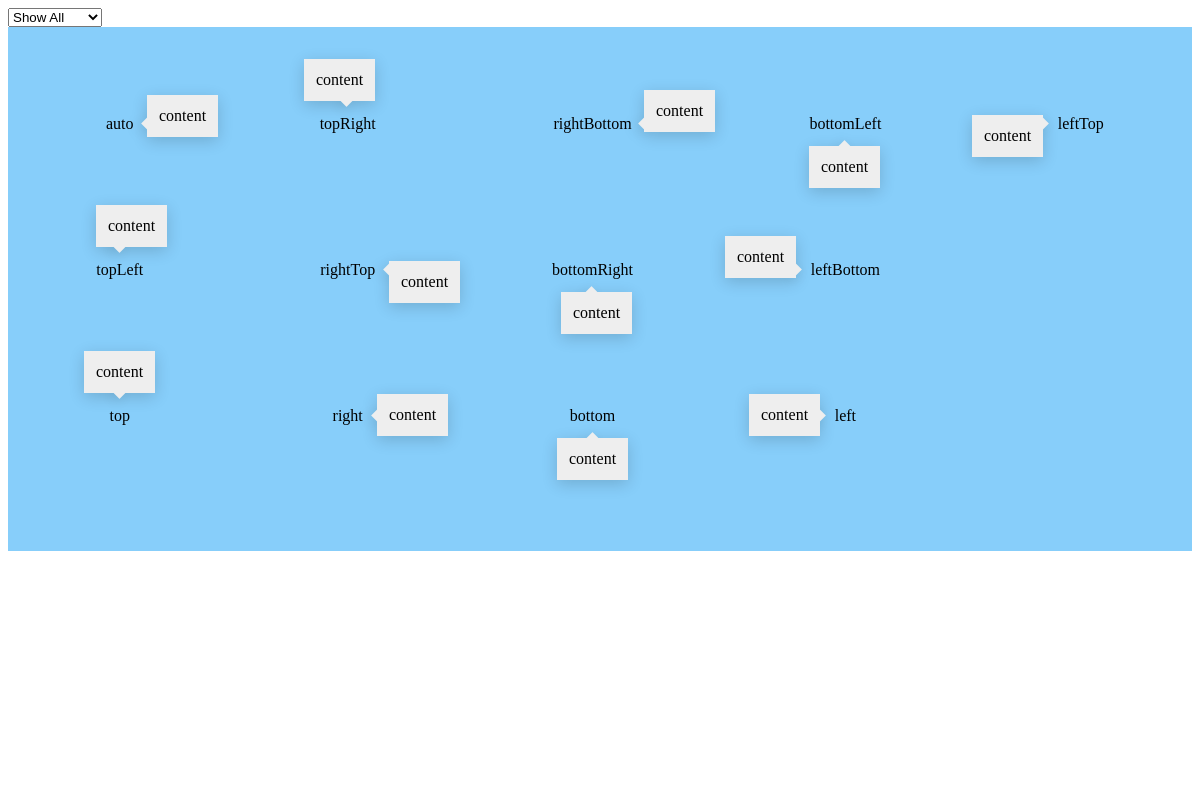 Show All
content
auto
content
topRight
rightBottom
content
bottomLeft
content
content
leftTop
content
topLeft
rightTop
content
bottomRight
content
content
leftBottom
content
top
right
content
bottom
content
content
left